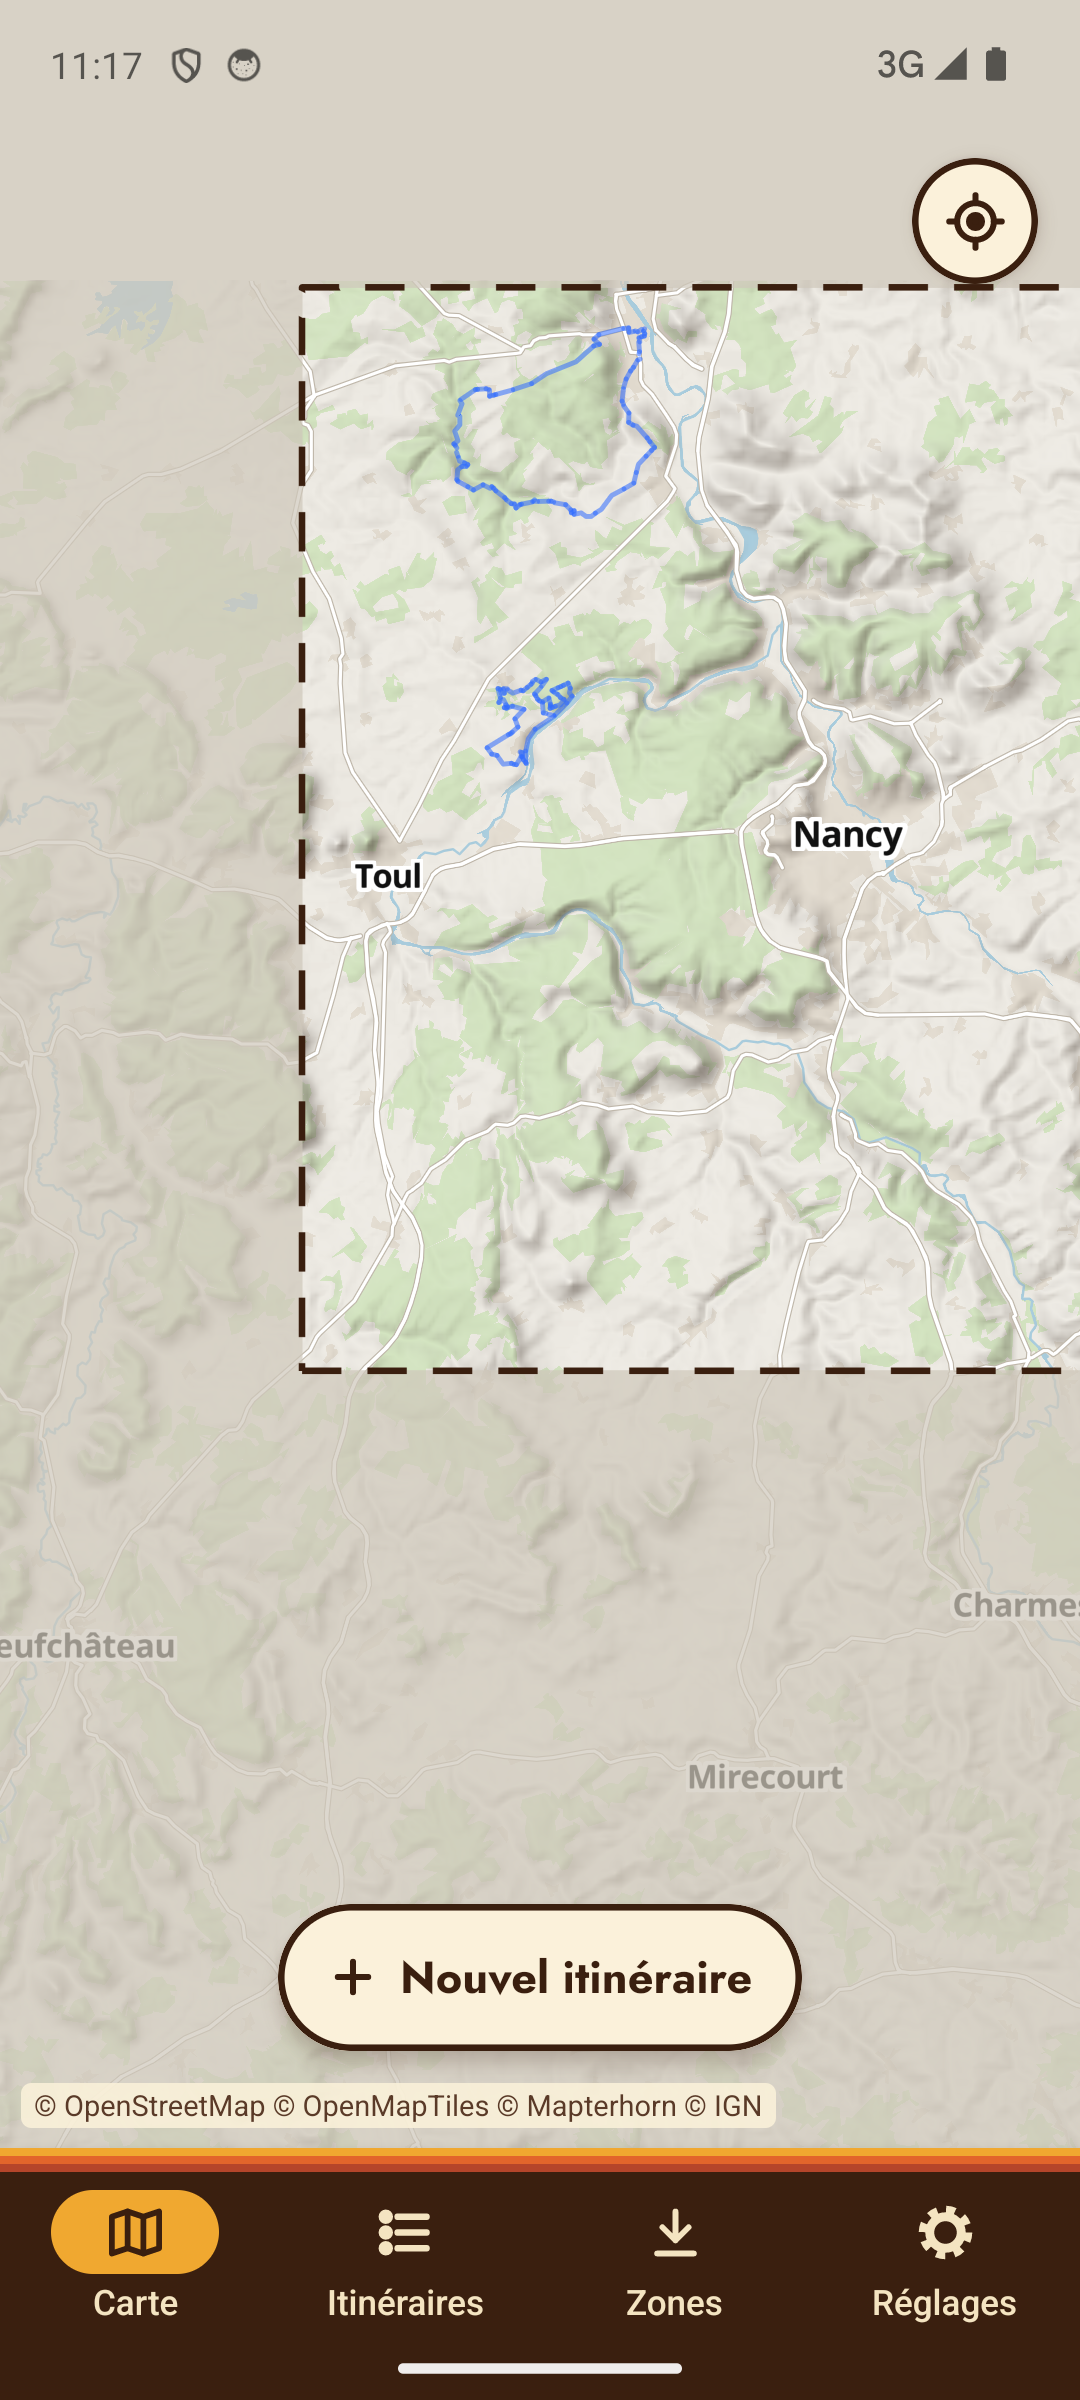 11:17
3G
Nancy
Toul
Charmes
eufchâteau
Mirecourt
+ Nouvel itinéraire
© OpenStreetMap © OpenMapTiles © Mapterhorn © IGN
Carte
Itinéraires
Zones
Réglages